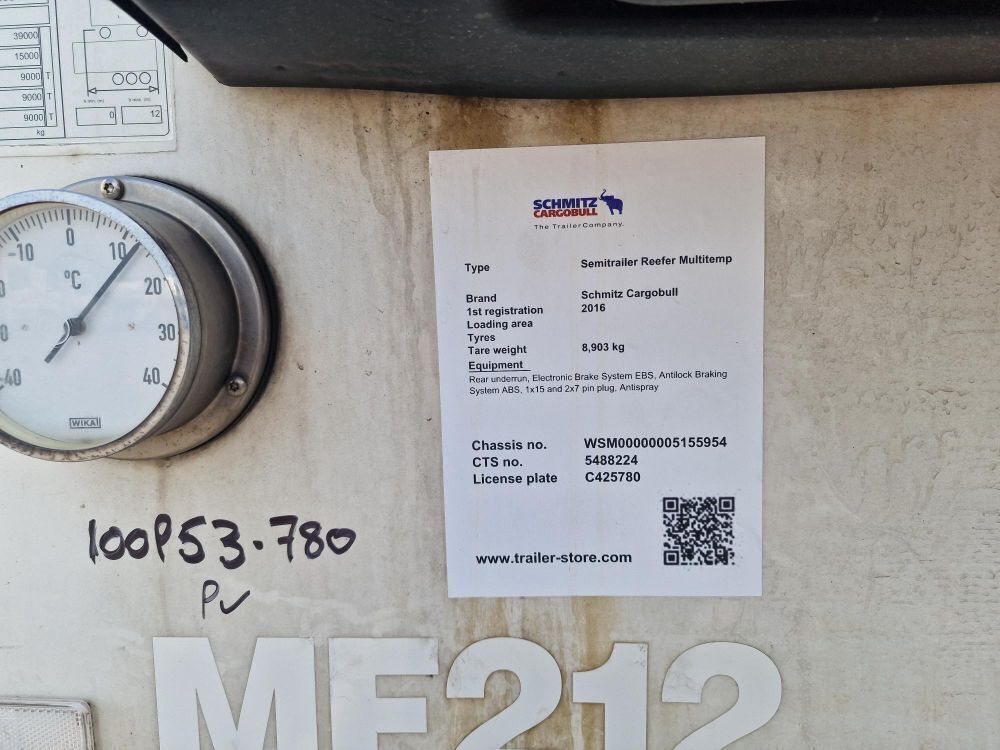 39000
15000
9000 T
9000 T
9000 T
kg
0
12
-10
0
10
20
30
40
-40
°C
WIKAI
SCHMITZ
CARGOBULL
The Trailer Company.
Type Semitrailer Reefer Multitemp
Brand Schmitz Cargobull
1st registration 2016
Loading area
Tyres
Tare weight 8,903 kg
Equipment
Rear underrun, Electronic Brake System EBS, Antilock Braking
System ABS, 1x15 and 2x7 pin plug, Antispray
Chassis no. WSM00000005155954
CTS no. 5488224
License plate C425780
www.trailer-store.com
100P53.780
P
MF212